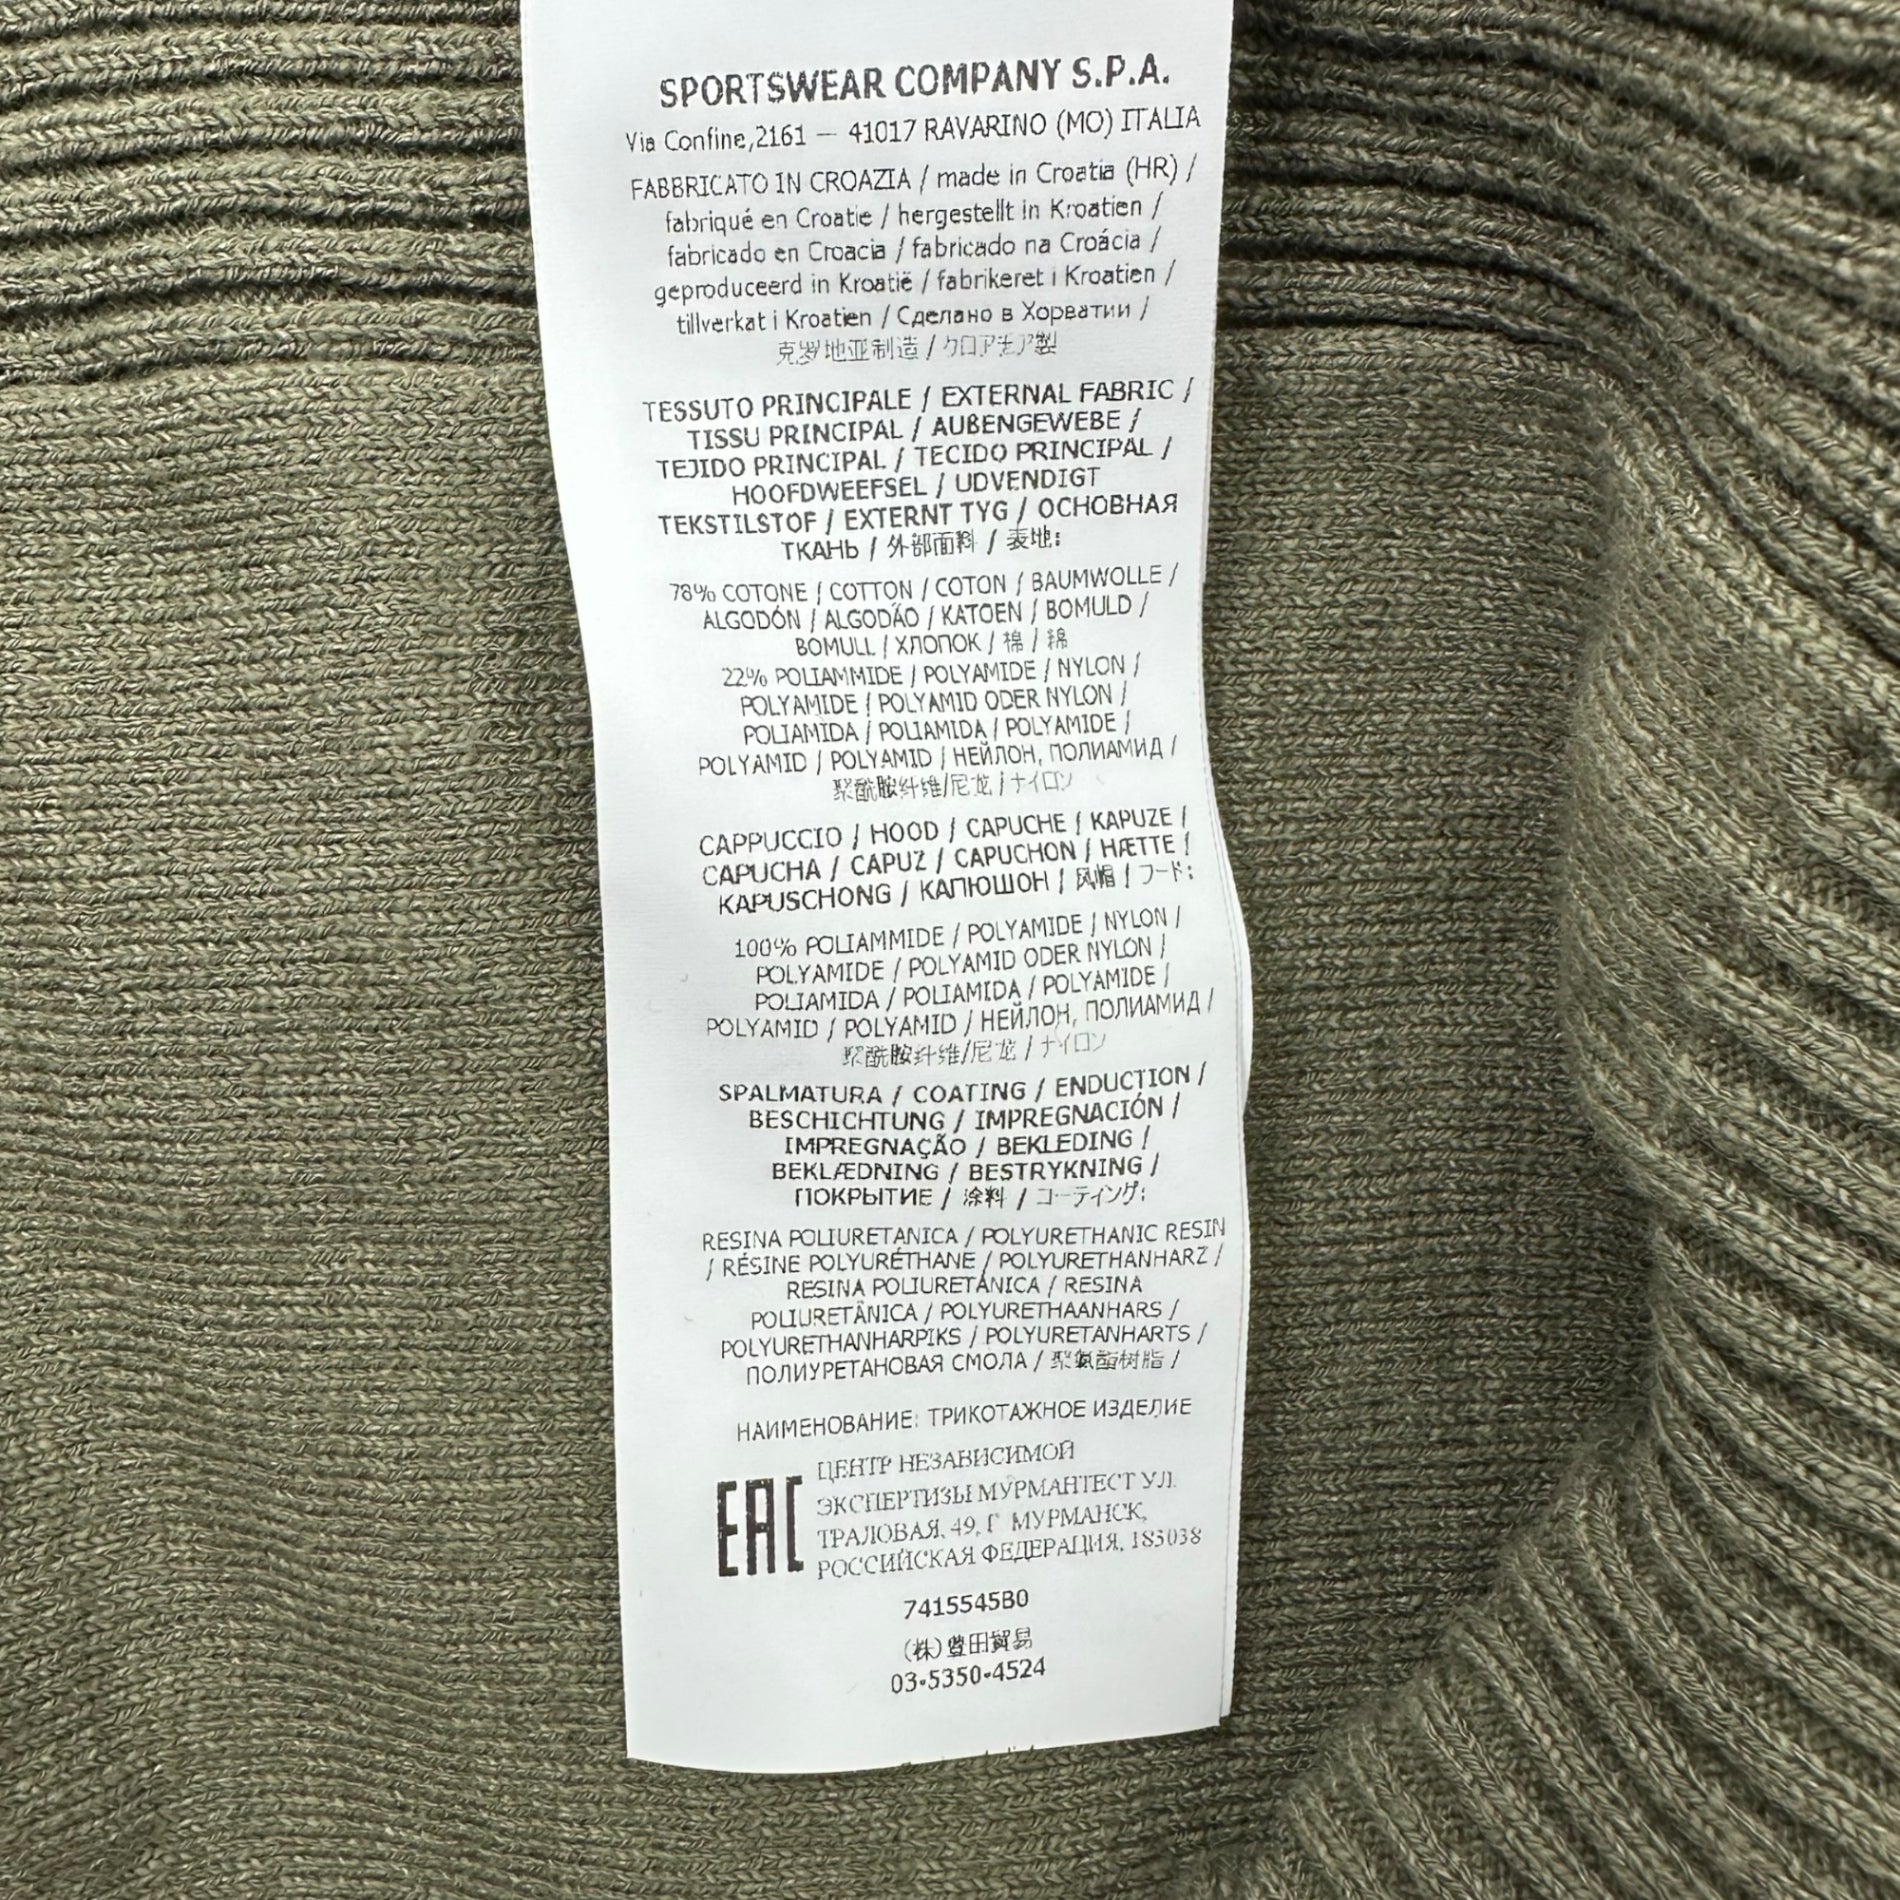 SPORTSWEAR COMPANY S.P.A.
Via Confine,2161 — 41017 RAVARINO (MO) ITALIA
FABBRICATO IN CROAZIA / made in Croatia (HR) /
fabriqué en Croatie / hergestellt in Kroatien /
fabricado en Croacia / fabricado na Croácia /
geproduceerd in Kroatië / fabrikeret i Kroatien /
tillverkat i Kroatien / Сделано в Хорватии /
克罗地亚制造 / クロアチア製
TESSUTO PRINCIPALE / EXTERNAL FABRIC /
TISSU PRINCIPAL / AUßENGEWEBE /
TEJIDO PRINCIPAL / TECIDO PRINCIPAL /
HOOFDWEEFSEL / UDVENDIGT
TEKSTILSTOF / EXTERNT TYG / ОСНОВНАЯ
ТКАНЬ / 外部面料 / 表地:
78% COTONE / COTTON / COTON / BAUMWOLLE /
ALGODÓN / ALGODÃO / KATOEN / BOMULD /
BOMULL / ХЛОПОК / 棉 / 綿
22% POLIAMMIDE / POLYAMIDE / NYLON /
POLYAMIDE / POLYAMID ODER NYLON /
POLIAMIDA / POLIAMIDA / POLYAMIDE /
POLYAMID / POLYAMID / НЕЙЛОН, ПОЛИАМИД /
聚酰胺纤维/尼龙 / ナイロン
CAPPUCCIO / HOOD / CAPUCHE / KAPUZE /
CAPUCHA / CAPUZ / CAPUCHON / HÆTTE /
KAPUSCHONG / КАПЮШОН / 风帽 / フード:
100% POLIAMMIDE / POLYAMIDE / NYLON /
POLYAMIDE / POLYAMID ODER NYLON /
POLIAMIDA / POLIAMIDA / POLYAMIDE /
POLYAMID / POLYAMID / НЕЙЛОН, ПОЛИАМИД /
聚酰胺纤维/尼龙 / ナイロン
SPALMATURA / COATING / ENDUCTION /
BESCHICHTUNG / IMPREGNACIÓN /
IMPREGNAÇÃO / BEKLEDING /
BEKLÆDNING / BESTRYKNING /
ПОКРЫТИЕ / 涂料 / コーティング:
RESINA POLIURETANICA / POLYURETHANIC RESIN
/ RÉSINE POLYURÉTHANE / POLYURETHANHARZ /
RESINA POLIURETÁNICA / RESINA
POLIURETÂNICA / POLYURETHAANHARS /
POLYURETHANHARPIKS / POLYURETANHARTS /
ПОЛИУРЕТАНОВАЯ СМОЛА / 聚氨酯树脂 /
НАИМЕНОВАНИЕ: ТРИКОТАЖНОЕ ИЗДЕЛИЕ
EAC
ЦЕНТР НЕЗАВИСИМОЙ
ЭКСПЕРТИЗЫ МУРМАНТЕСТ УЛ.
ТРАЛОВАЯ, 49, Г МУРМАНСК,
РОССИЙСКАЯ ФЕДЕРАЦИЯ, 183038
7415545B0
(株)豊田貿易
03-5350-4524